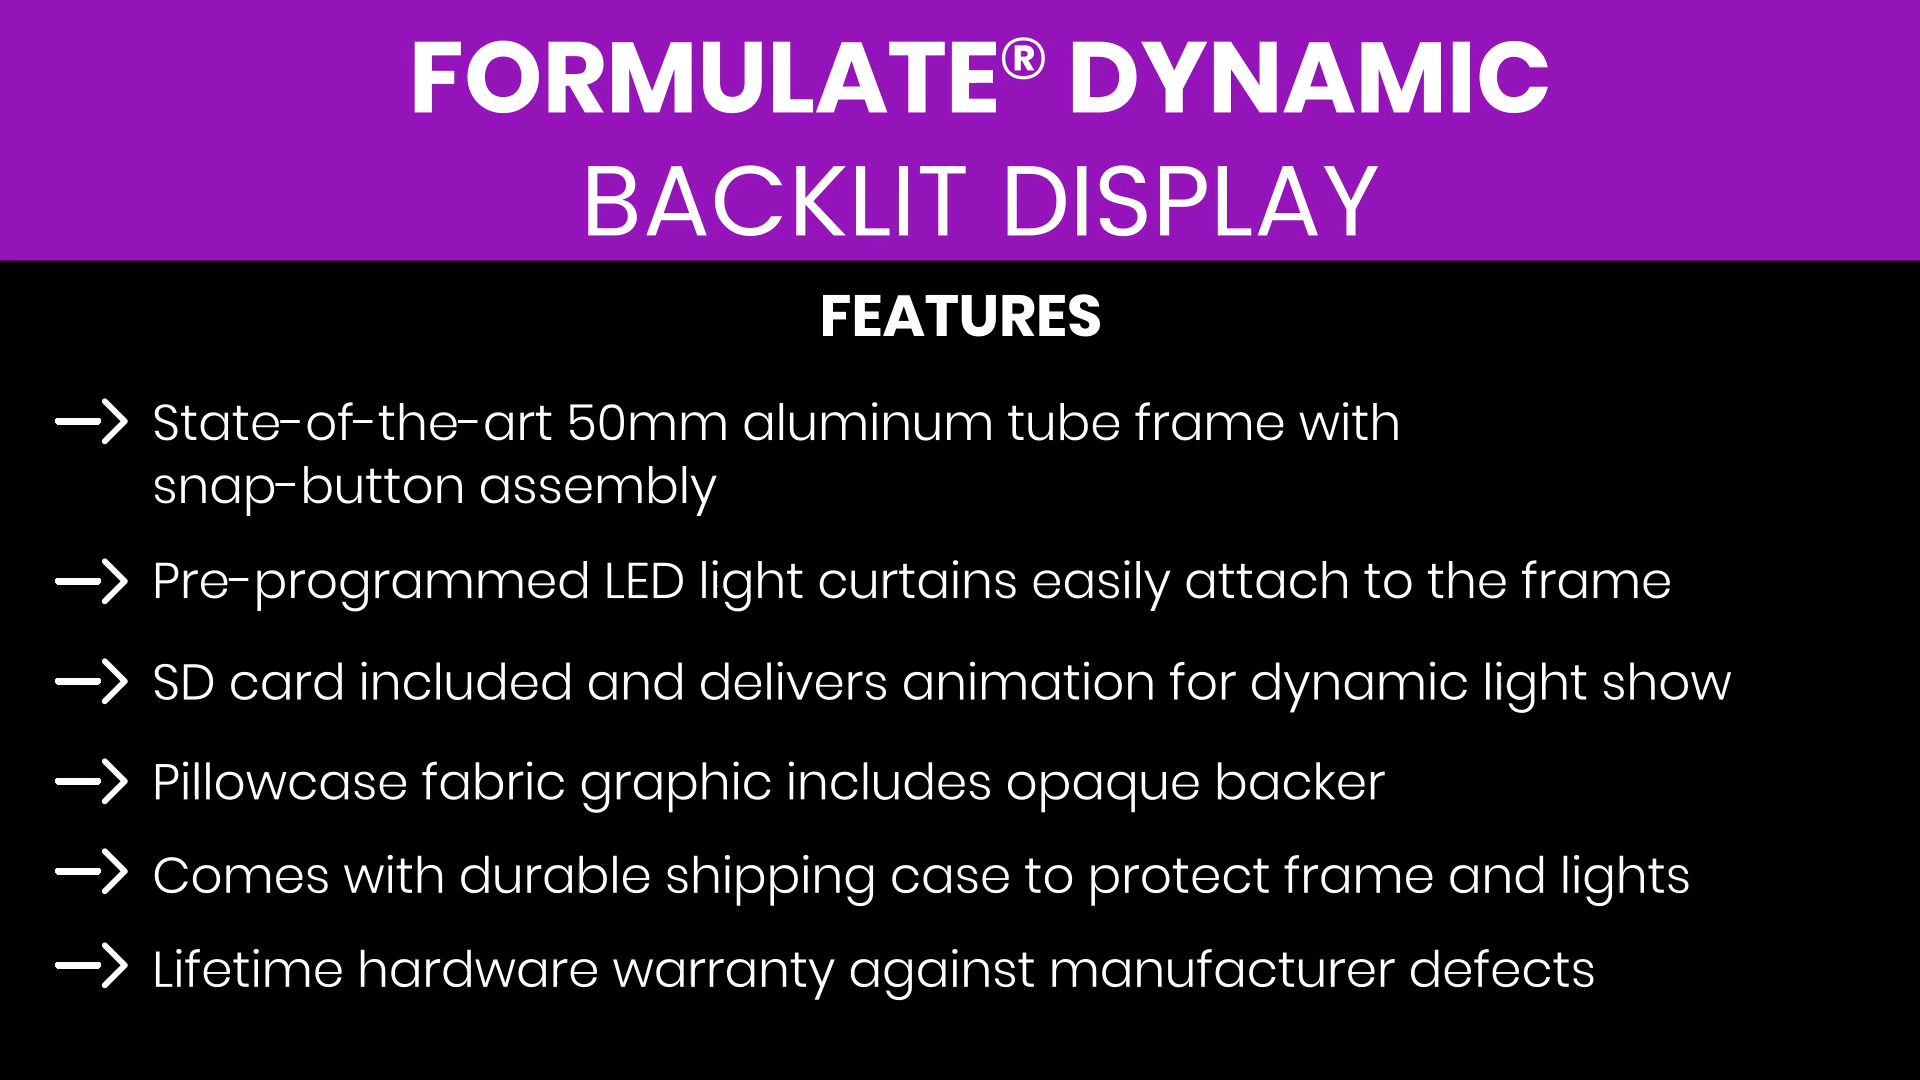 FORMULATE® DYNAMIC
BACKLIT DISPLAY
FEATURES
State-of-the-art 50mm aluminum tube frame with
snap-button assembly
Pre-programmed LED light curtains easily attach to the frame
SD card included and delivers animation for dynamic light show
Pillowcase fabric graphic includes opaque backer
Comes with durable shipping case to protect frame and lights
Lifetime hardware warranty against manufacturer defects